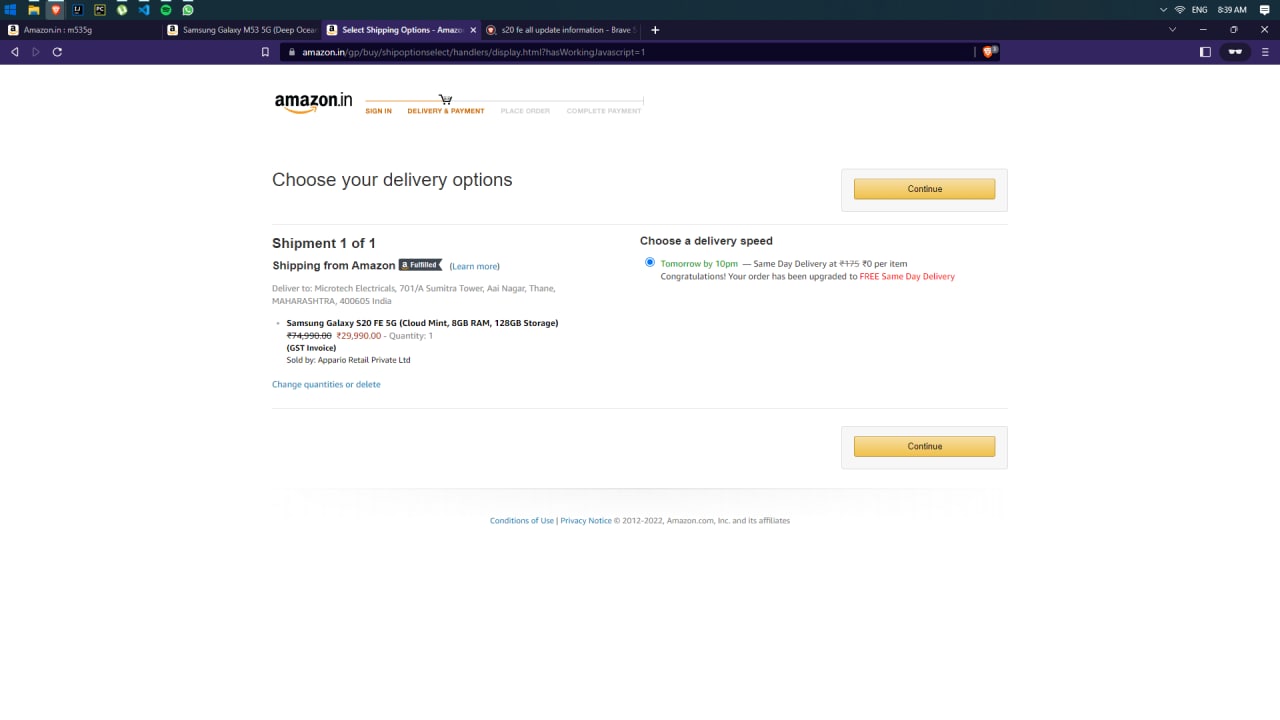 ENG 8:39 AM
Amazon.in : m535g
Samsung Galaxy M53 5G (Deep Ocean
Select Shipping Options - Amazo
s20 fe all update information - Brave S
amazon.in/gp/buy/shipoptionselect/handlers/display.html?hasWorkingJavascript=1
amazon.in
SIGN IN DELIVERY & PAYMENT PLACE ORDER COMPLETE PAYMENT
Choose your delivery options
Continue
Shipment 1 of 1
Shipping from Amazon a Fulfilled (Learn more)
Deliver to: Microtech Electricals, 701/A Sumitra Tower, Aai Nagar, Thane,
MAHARASHTRA, 400605 India
• Samsung Galaxy S20 FE 5G (Cloud Mint, 8GB RAM, 128GB Storage)
₹74,990.00 ₹29,990.00 - Quantity: 1
(GST Invoice)
Sold by: Appario Retail Private Ltd
Change quantities or delete
Choose a delivery speed
Tomorrow by 10pm — Same Day Delivery at ₹175 ₹0 per item
Congratulations! Your order has been upgraded to FREE Same Day Delivery
Continue
Conditions of Use | Privacy Notice © 2012-2022, Amazon.com, Inc. and its affiliates